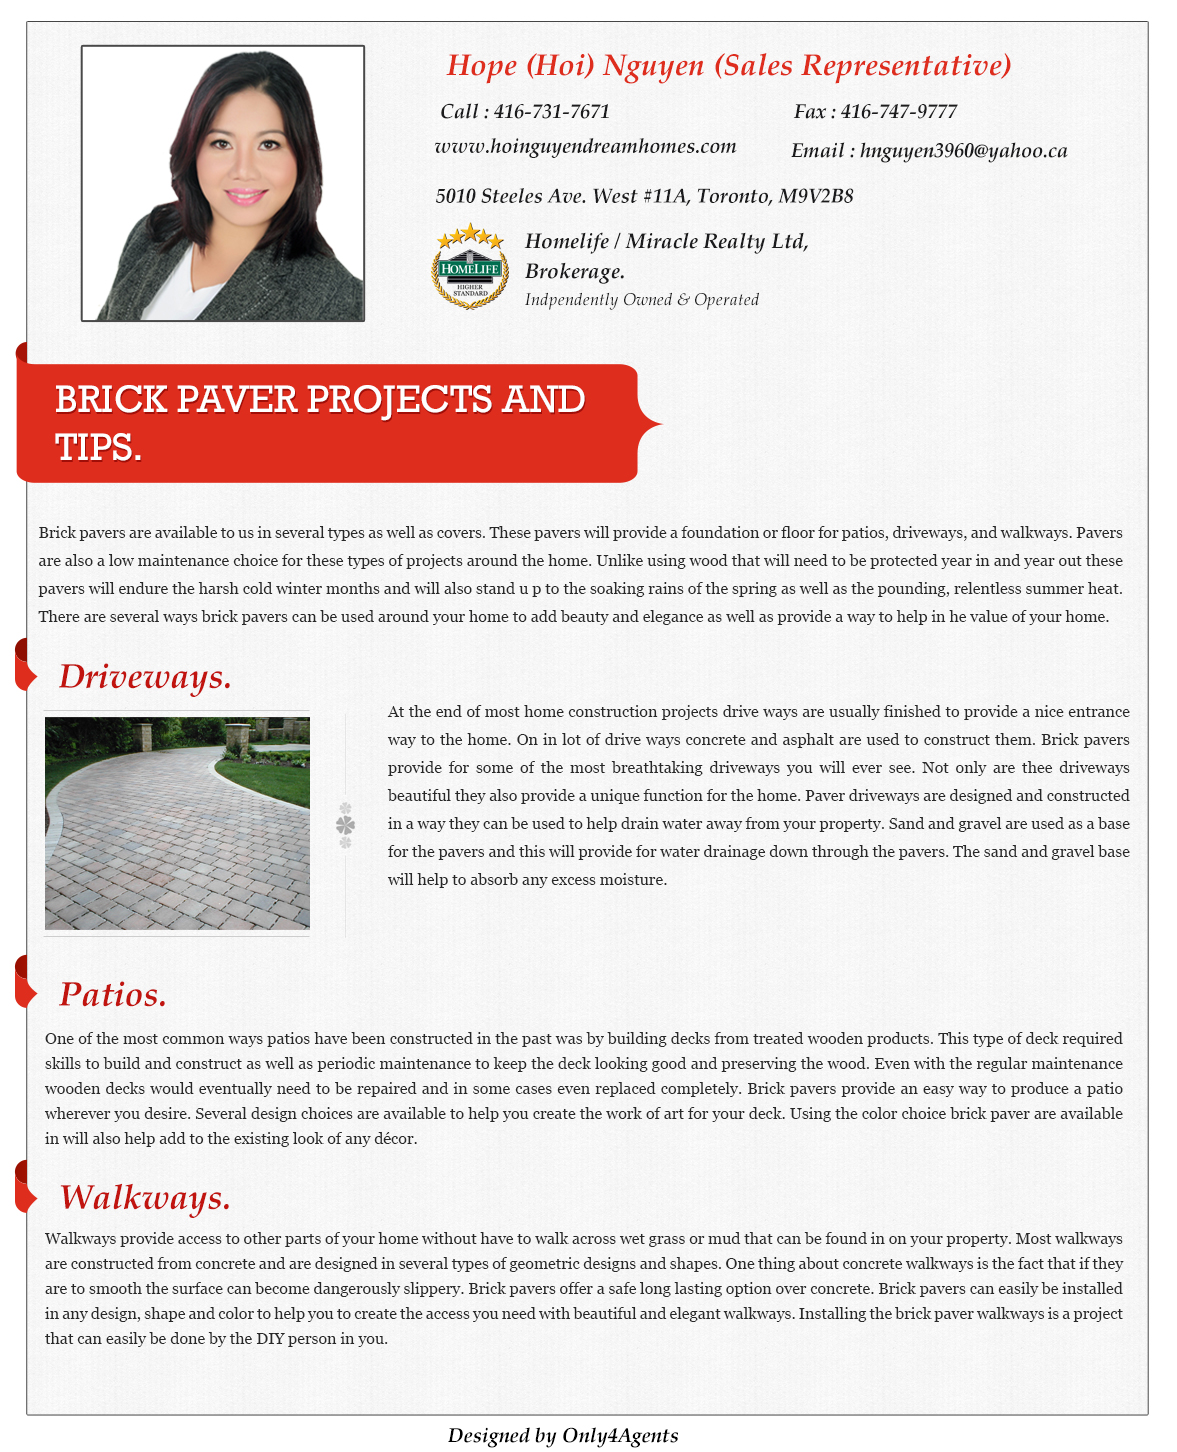 Hope (Hoi) Nguyen (Sales Representative)
Call : 416-731-7671
Fax : 416-747-9777
www.hoinguyendreamhomes.com
Email : hnguyen3960@yahoo.ca
5010 Steeles Ave. West #11A, Toronto, M9V2B8
HOMELIFE
HIGHER
STANDARD
Homelife / Miracle Realty Ltd,
Brokerage.
Indpendently Owned & Operated
BRICK PAVER PROJECTS AND
TIPS.
Brick pavers are available to us in several types as well as covers. These pavers will provide a foundation or floor for patios, driveways, and walkways. Pavers
are also a low maintenance choice for these types of projects around the home. Unlike using wood that will need to be protected year in and year out these
pavers will endure the harsh cold winter months and will also stand u p to the soaking rains of the spring as well as the pounding, relentless summer heat.
There are several ways brick pavers can be used around your home to add beauty and elegance as well as provide a way to help in he value of your home.
Driveways.
At the end of most home construction projects drive ways are usually finished to provide a nice entrance
way to the home. On in lot of drive ways concrete and asphalt are used to construct them. Brick pavers
provide for some of the most breathtaking driveways you will ever see. Not only are thee driveways
beautiful they also provide a unique function for the home. Paver driveways are designed and constructed
in a way they can be used to help drain water away from your property. Sand and gravel are used as a base
for the pavers and this will provide for water drainage down through the pavers. The sand and gravel base
will help to absorb any excess moisture.
Patios.
One of the most common ways patios have been constructed in the past was by building decks from treated wooden products. This type of deck required
skills to build and construct as well as periodic maintenance to keep the deck looking good and preserving the wood. Even with the regular maintenance
wooden decks would eventually need to be repaired and in some cases even replaced completely. Brick pavers provide an easy way to produce a patio
wherever you desire. Several design choices are available to help you create the work of art for your deck. Using the color choice brick paver are available
in will also help add to the existing look of any décor.
Walkways.
Walkways provide access to other parts of your home without have to walk across wet grass or mud that can be found in on your property. Most walkways
are constructed from concrete and are designed in several types of geometric designs and shapes. One thing about concrete walkways is the fact that if they
are to smooth the surface can become dangerously slippery. Brick pavers offer a safe long lasting option over concrete. Brick pavers can easily be installed
in any design, shape and color to help you to create the access you need with beautiful and elegant walkways. Installing the brick paver walkways is a project
that can easily be done by the DIY person in you.
Designed by Only4Agents